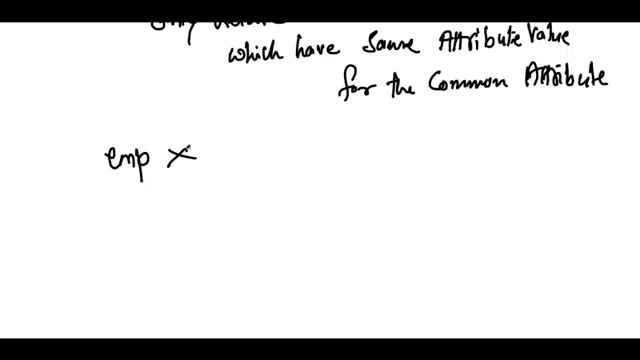 which have Same Attribute Value
for the Common Attribute
emp ×